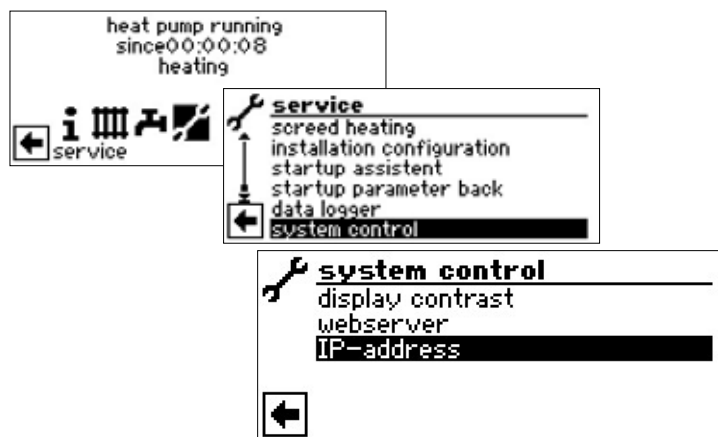 heat pump running
since00:00:08
heating
service
service
screed heating
installation configuration
startup assistent
startup parameter back
data logger
system control
system control
display contrast
webserver
IP-address